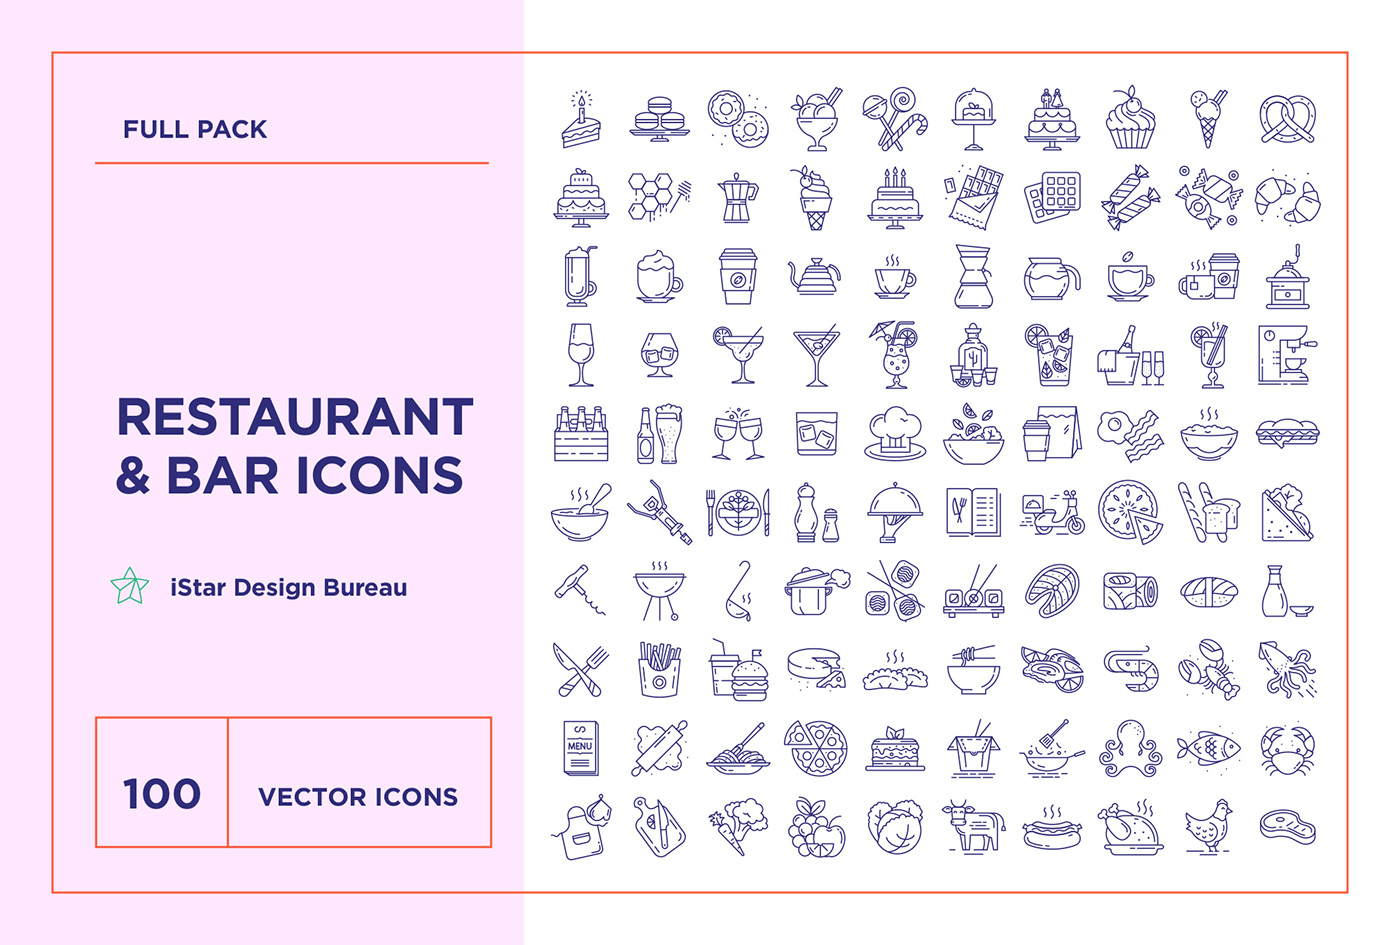 FULL PACK
RESTAURANT
& BAR ICONS
iStar Design Bureau
100
VECTOR ICONS
MENU